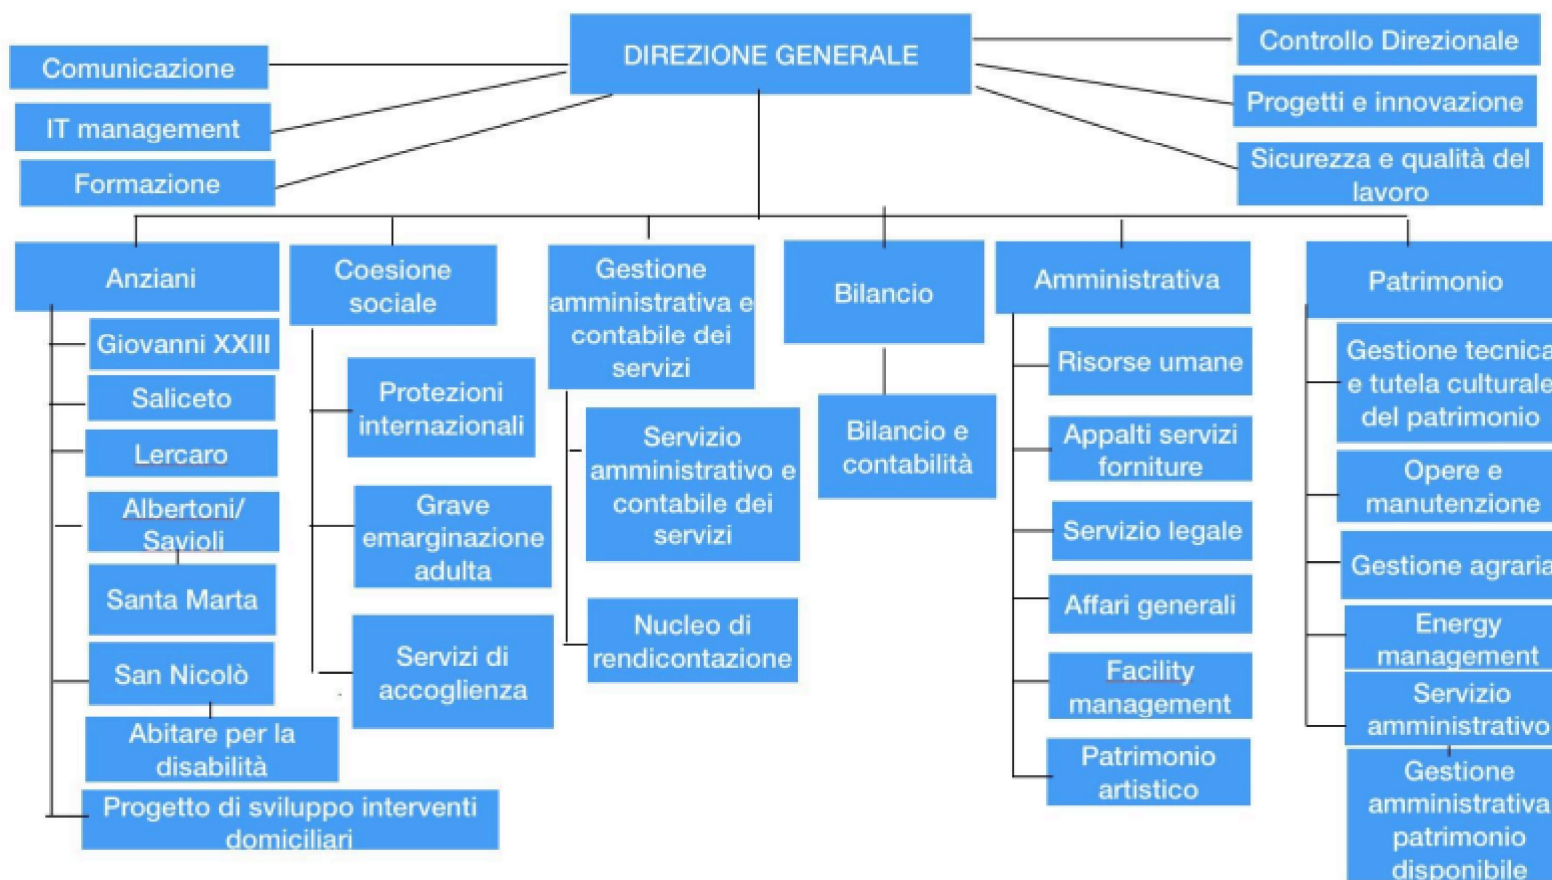 DIREZIONE GENERALE
Comunicazione
IT management
Formazione
Controllo Direzionale
Progetti e innovazione
Sicurezza e qualità del
lavoro
Anziani
Giovanni XXIII
Saliceto
Lercaro
Albertoni/
Savioli
Santa Marta
San Nicolò
Abitare per la
disabilità
Progetto di sviluppo interventi
domiciliari
Coesione
sociale
Protezioni
internazionali
Grave
emarginazione
adulta
Servizi di
accoglienza
Gestione
amministrativa e
contabile dei
servizi
Servizio
amministrativo e
contabile dei
servizi
Nucleo di
rendicontazione
Bilancio
Bilancio e
contabilità
Amministrativa
Risorse umane
Appalti servizi
forniture
Servizio legale
Affari generali
Facility
management
Patrimonio
artistico
Patrimonio
Gestione tecnica
e tutela culturale
del patrimonio
Opere e
manutenzione
Gestione agraria
Energy
management
Servizio
amministrativo
Gestione
amministrativa
patrimonio
disponibile